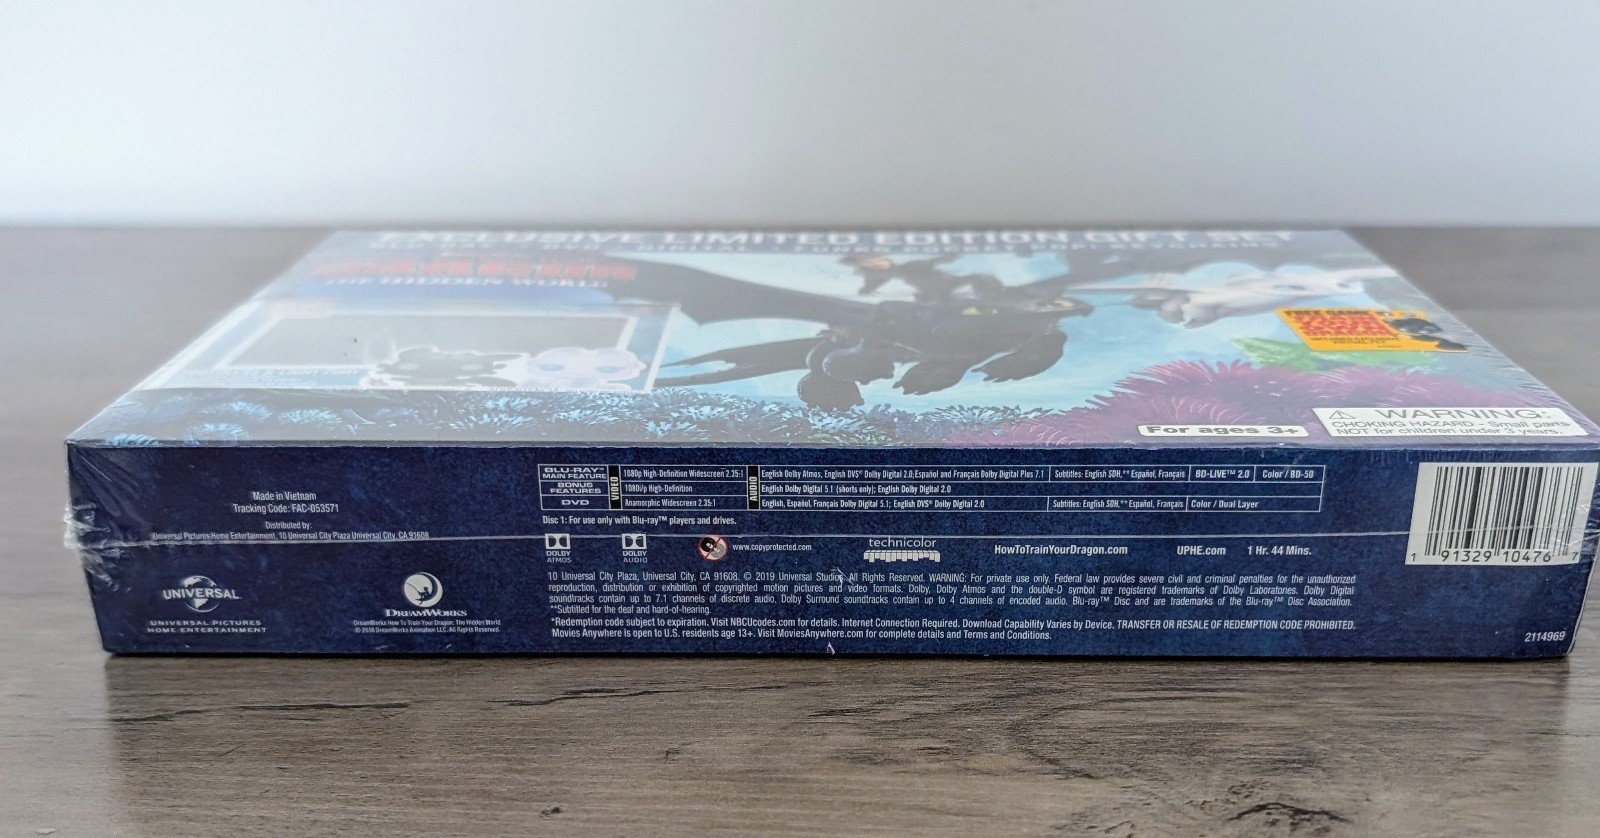 EXCLUSIVE LIMITED EDITION GIFT SET
DRAGON
THE HIDDEN WORLD
WARNING:
CHOKING HAZARD - Small parts
NOT for children under 3 years.
For ages 3+
Made in Vietnam
Tracking Code: FAC-053571
Distributed by:
Universal Pictures Home Entertainment, 10 Universal City Plaza Universal City, CA 91608
UNIVERSAL
UNIVERSAL PICTURES
HOME ENTERTAINMENT
DREAMWORKS
DreamWorks How To Train Your Dragon: The Hidden World
© 2018 DreamWorks Animation LLC. All Rights Reserved.
BLU-RAY™ MAIN FEATURE VIDEO 1080p High-Definition Widescreen 2.35:1 AUDIO English Dolby Atmos, English DVS® Dolby Digital 2.0,Español and Français Dolby Digital Plus 7.1 Subtitles: English SDH,** Español, Français BD-LIVE™ 2.0 Color / BD-50
BONUS FEATURES 1080i/p High-Definition English Dolby Digital 5.1 (shorts only); English Dolby Digital 2.0
DVD Anamorphic Widescreen 2.35:1 English, Español, Français Dolby Digital 5.1; English DVS® Dolby Digital 2.0 Subtitles: English SDH,** Español, Français Color / Dual Layer
Disc 1: For use only with Blu-ray™ players and drives.
DOLBY ATMOS DOLBY AUDIO www.copyprotected.com technicolor HowToTrainYourDragon.com UPHE.com 1 Hr. 44 Mins.
10 Universal City Plaza, Universal City, CA 91608. © 2019 Universal Studios. All Rights Reserved. WARNING: For private use only. Federal law provides severe civil and criminal penalties for the unauthorized
reproduction, distribution or exhibition of copyrighted motion pictures and video formats. Dolby, Dolby Atmos and the double-D symbol are registered trademarks of Dolby Laboratories. Dolby Digital
soundtracks contain up to 7.1 channels of discrete audio. Dolby Surround soundtracks contain up to 4 channels of encoded audio. Blu-ray™ Disc and are trademarks of the Blu-ray™ Disc Association.
**Subtitled for the deaf and hard-of-hearing.
*Redemption code subject to expiration. Visit NBCUcodes.com for details. Internet Connection Required. Download Capability Varies by Device. TRANSFER OR RESALE OF REDEMPTION CODE PROHIBITED.
Movies Anywhere is open to U.S. residents age 13+. Visit MoviesAnywhere.com for complete details and Terms and Conditions.
1 91329 10476 7
2114969